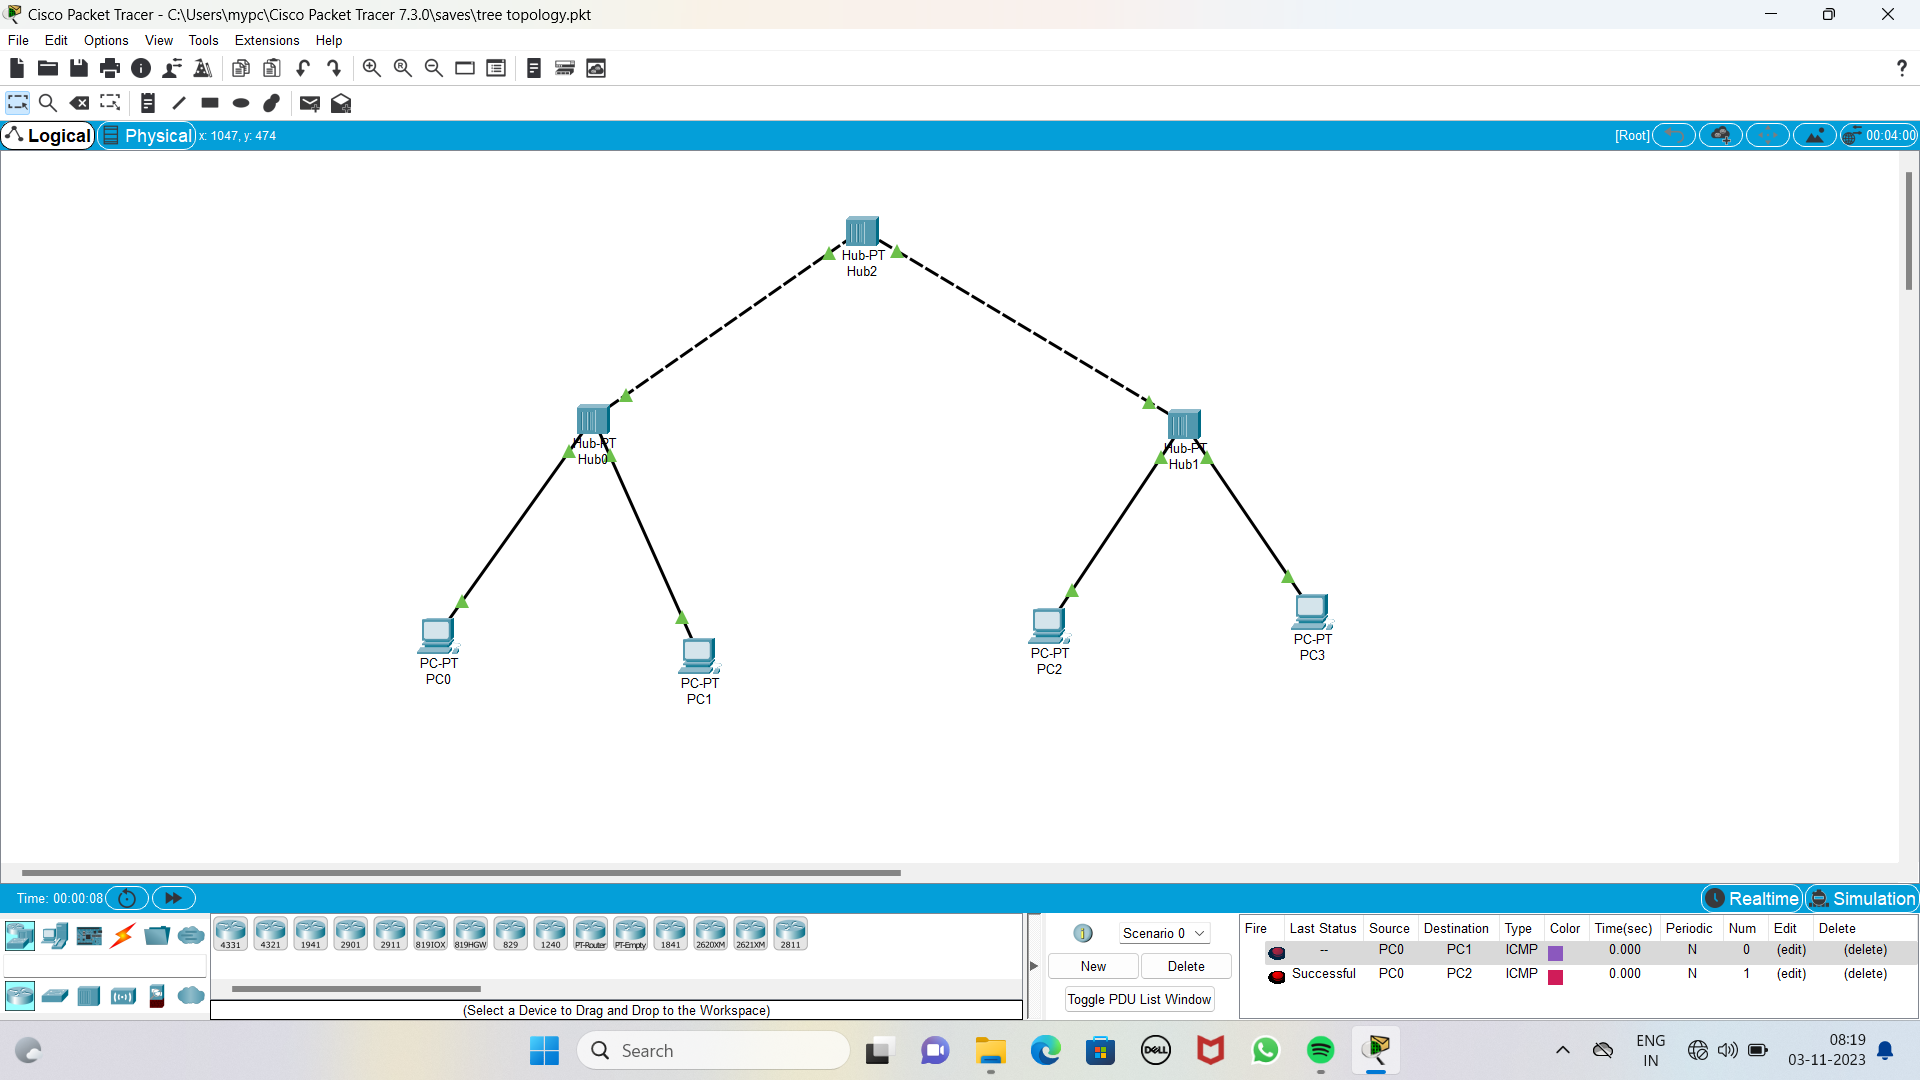 Cisco Packet Tracer - C:\Users\mypc\Cisco Packet Tracer 7.3.0\saves\tree topology.pkt
File Edit Options View Tools Extensions Help
?
Logical Physical x: 1047, y: 474 [Root] 00:04:00
Hub-PT
Hub2
Hub-PT
Hub0
Hub-PT
Hub1
PC-PT
PC0
PC-PT
PC1
PC-PT
PC2
PC-PT
PC3
Time: 00:00:08 Realtime Simulation
4331 4321 1941 2901 2911 819IOX 819HGW 829 1240 PT-Router PT-Empty 1841 2620XM 2621XM 2811
(Select a Device to Drag and Drop to the Workspace)
Scenario 0
New Delete
Toggle PDU List Window
Fire Last Status Source Destination Type Color Time(sec) Periodic Num Edit Delete
-- PC0 PC1 ICMP 0.000 N 0 (edit) (delete)
Successful PC0 PC2 ICMP 0.000 N 1 (edit) (delete)
Search
DELL
ENG
IN
08:19
03-11-2023